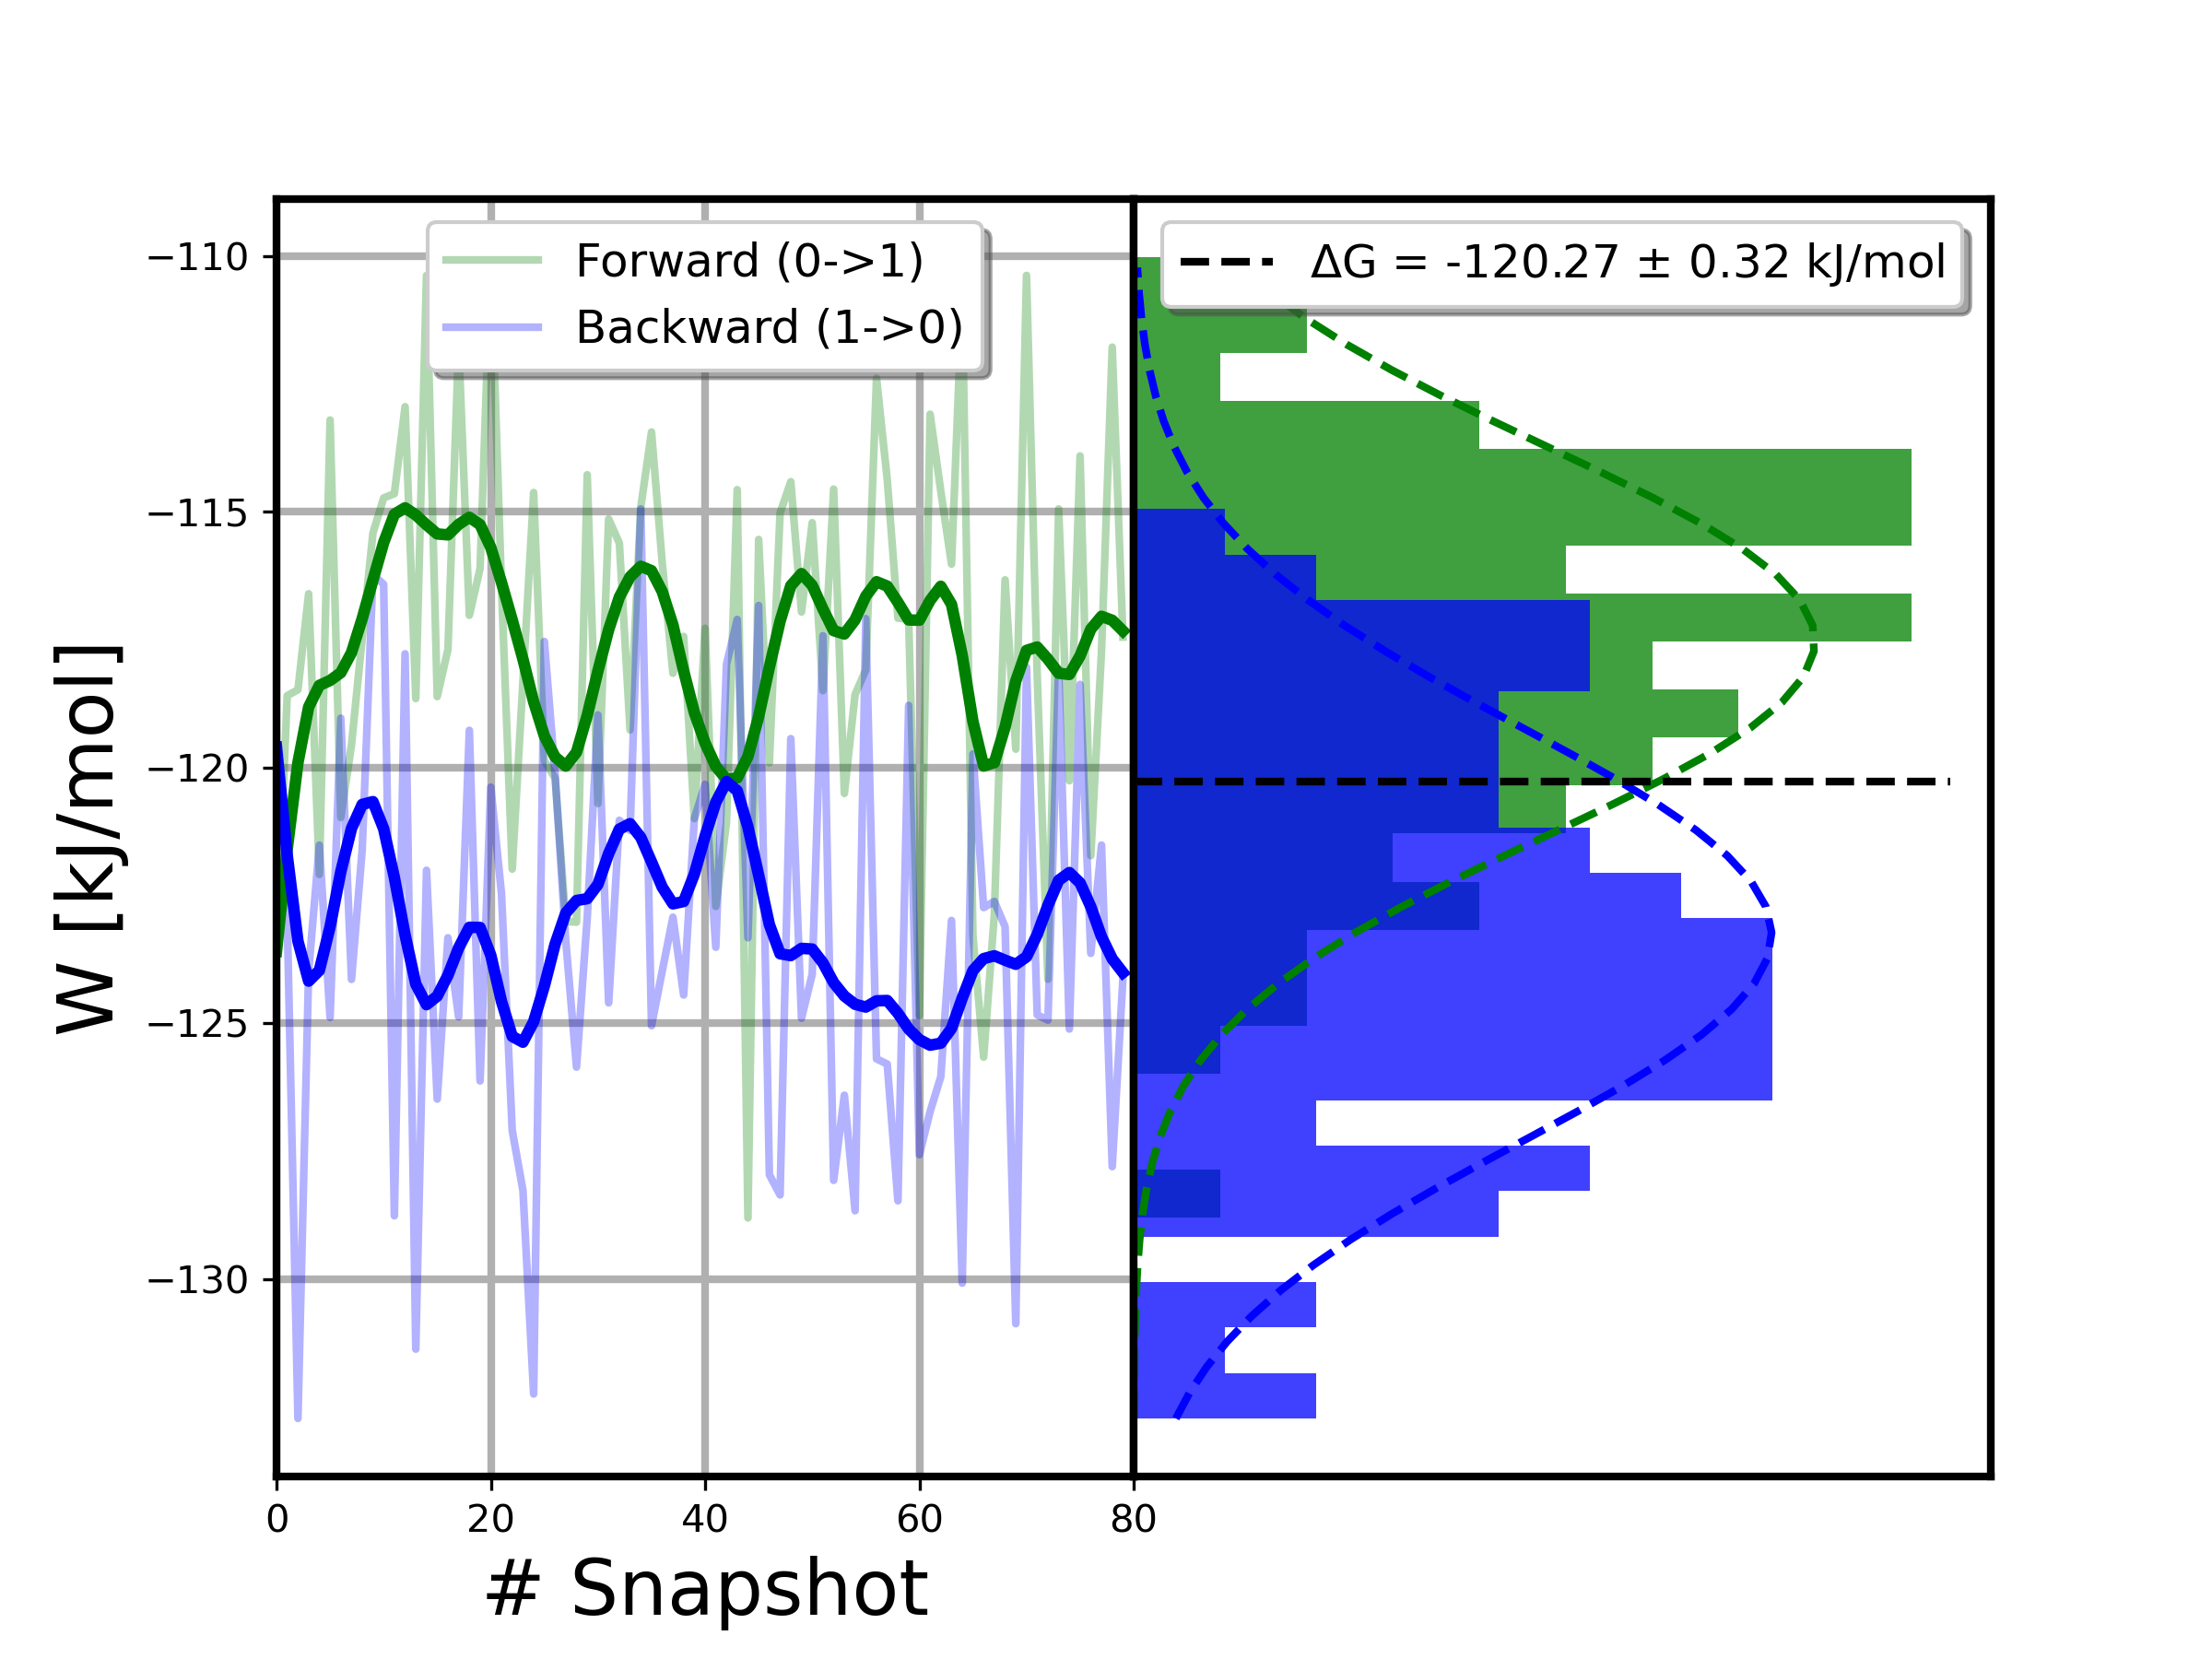 Forward (0->1)
Backward (1->0)
ΔG = -120.27 ± 0.32 kJ/mol
W [kJ/mol]
−110
−115
−120
−125
−130
0 20 40 60 80
# Snapshot